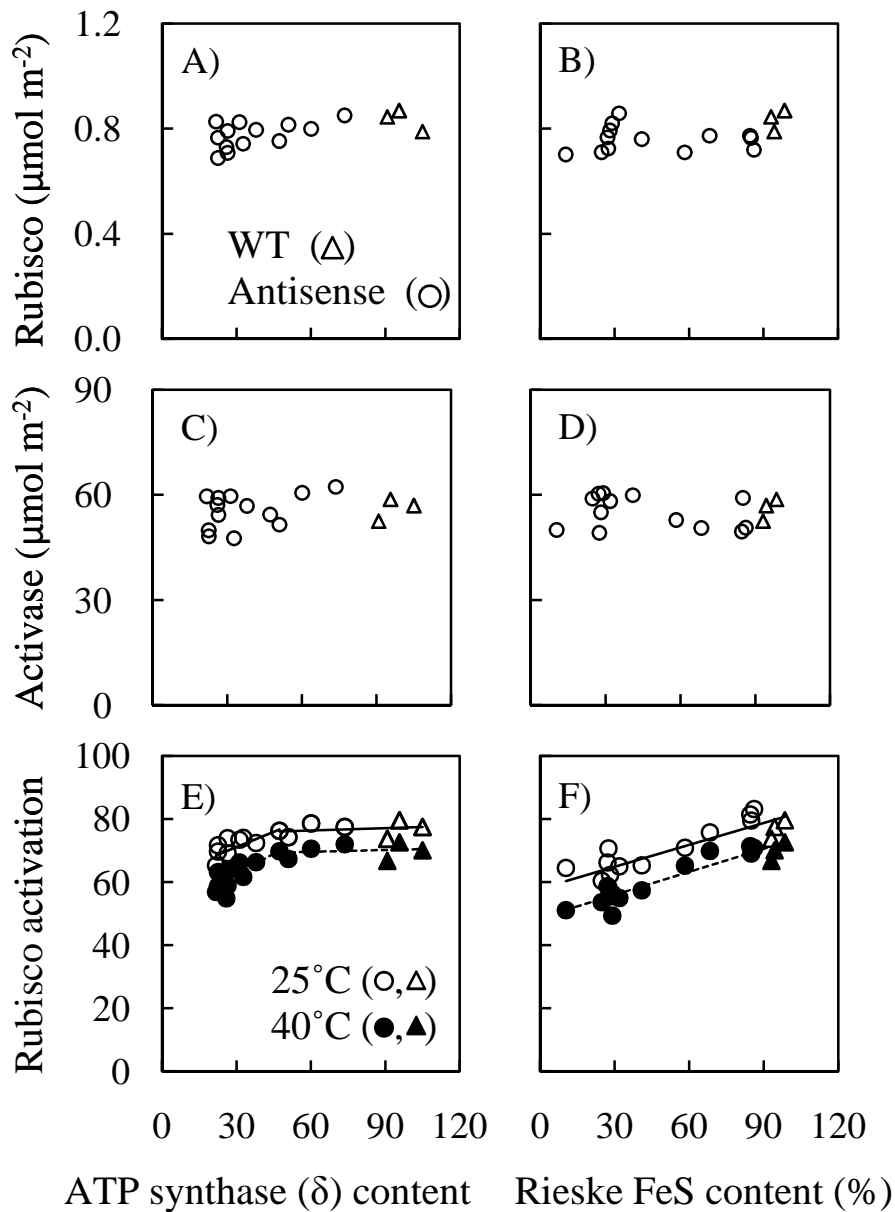 1.2
0.8
0.4
0.0
Rubisco (µmol m⁻²)
A)
WT (△)
Antisense (○)
B)
90
60
30
0
Activase (µmol m⁻²)
C)
D)
100
80
60
40
20
0
Rubisco activation
E)
25˚C (○,△)
40˚C (●,▲)
F)
0 30 60 90 120
0 30 60 90 120
ATP synthase (δ) content
Rieske FeS content (%)